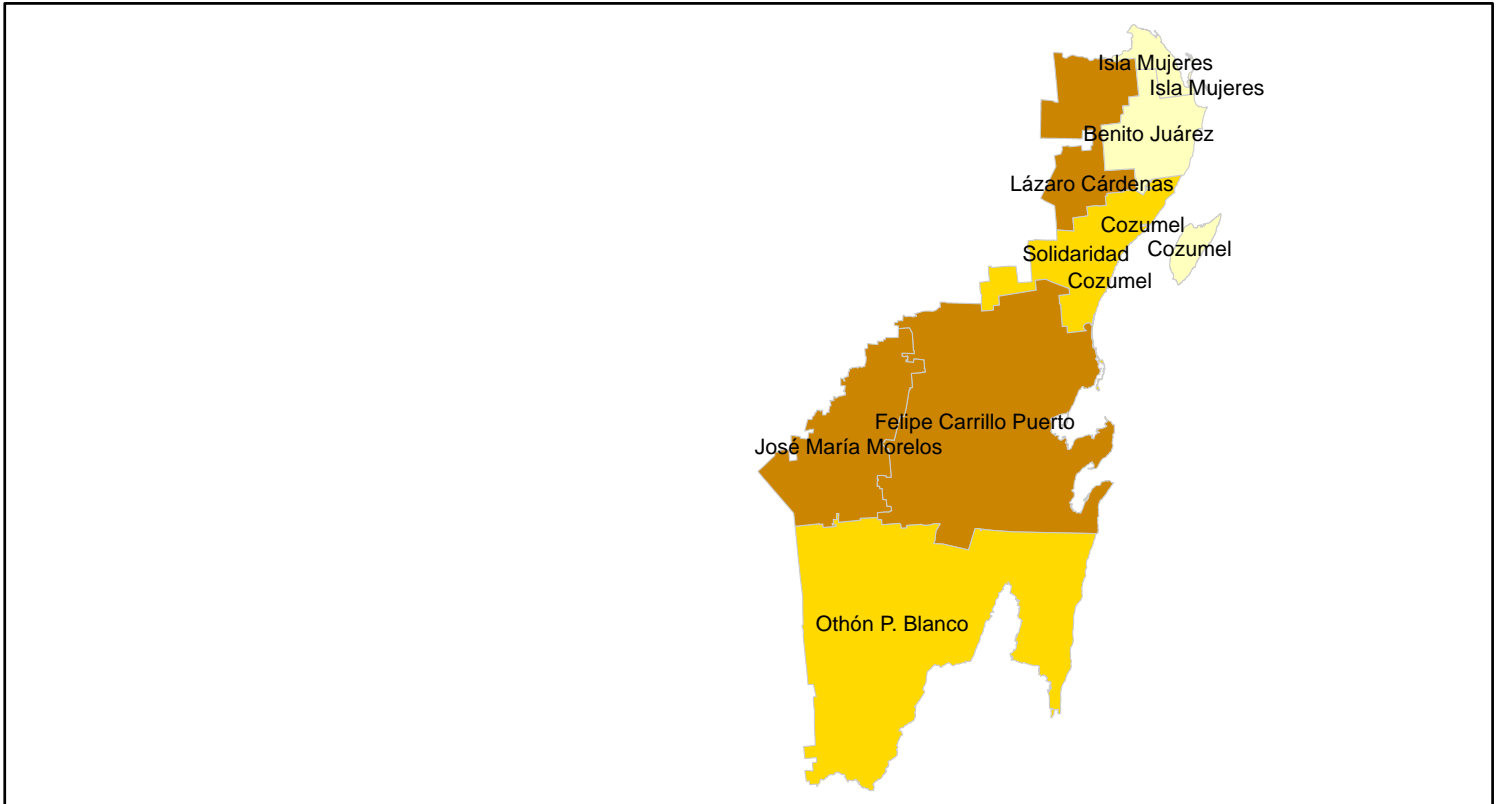 Isla Mujeres
Isla Mujeres
Benito Juárez
Lázaro Cárdenas
Cozumel
Solidaridad
Cozumel
Cozumel
Felipe Carrillo Puerto
José María Morelos
Othón P. Blanco